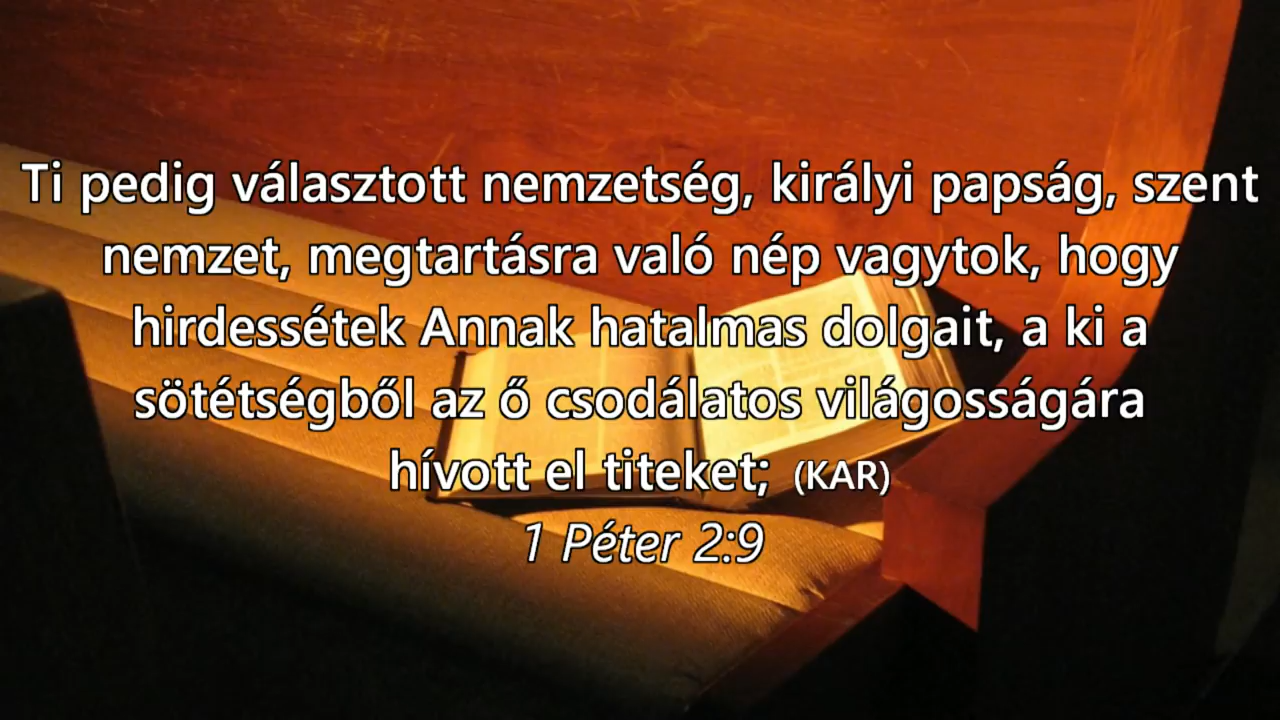 Ti pedig választott nemzetség, királyi papság, szent
nemzet, megtartásra való nép vagytok, hogy
hirdessétek Annak hatalmas dolgait, a ki a
sötétségből az ő csodálatos világosságára
hívott el titeket; (KAR)
1 Péter 2:9